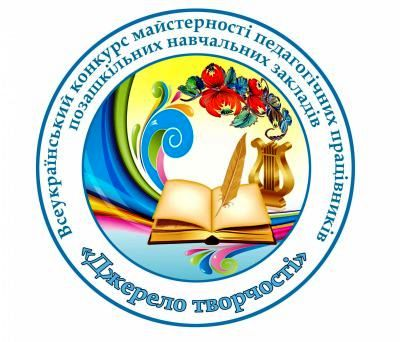 Всеукраїнський конкурс майстерності педагогічних працівників
позашкільних навчальних закладів
«Джерело творчості»